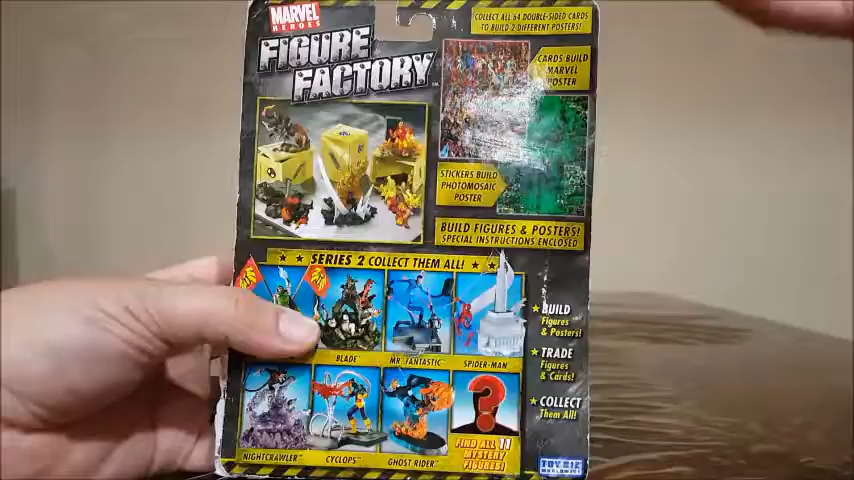 MARVEL
HEROES
FIGURE
FACTORY
COLLECT ALL 64 DOUBLE-SIDED CARDS
TO BUILD 2 DIFFERENT POSTERS!
CARDS BUILD
MARVEL
POSTER
STICKERS BUILD
PHOTOMOSAIC
POSTER
BUILD FIGURES & POSTERS!
SPECIAL INSTRUCTIONS ENCLOSED
SERIES 2 COLLECT THEM ALL!
BLADE
MR. FANTASTIC
SPIDER-MAN
BUILD
Figures
& Posters!
TRADE
Figures
& Cards!
COLLECT
Them All!
NIGHTCRAWLER
CYCLOPS
GHOST RIDER
FIND ALL 11
MYSTERY
FIGURES!
TOY BIZ
WORLDWIDE